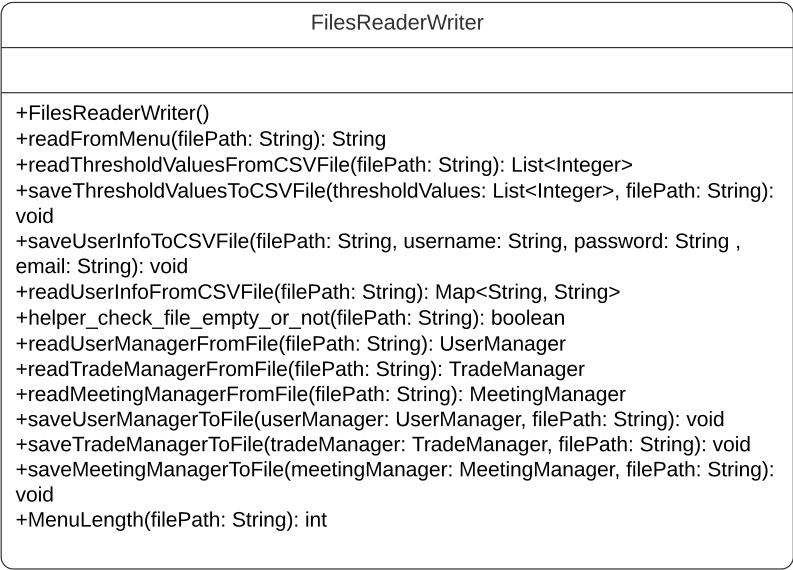 FilesReaderWriter
+FilesReaderWriter()
+readFromMenu(filePath: String): String
+readThresholdValuesFromCSVFile(filePath: String): List<Integer>
+saveThresholdValuesToCSVFile(thresholdValues: List<Integer>, filePath: String):
void
+saveUserInfoToCSVFile(filePath: String, username: String, password: String ,
email: String): void
+readUserInfoFromCSVFile(filePath: String): Map<String, String>
+helper_check_file_empty_or_not(filePath: String): boolean
+readUserManagerFromFile(filePath: String): UserManager
+readTradeManagerFromFile(filePath: String): TradeManager
+readMeetingManagerFromFile(filePath: String): MeetingManager
+saveUserManagerToFile(userManager: UserManager, filePath: String): void
+saveTradeManagerToFile(tradeManager: TradeManager, filePath: String): void
+saveMeetingManagerToFile(meetingManager: MeetingManager, filePath: String):
void
+MenuLength(filePath: String): int